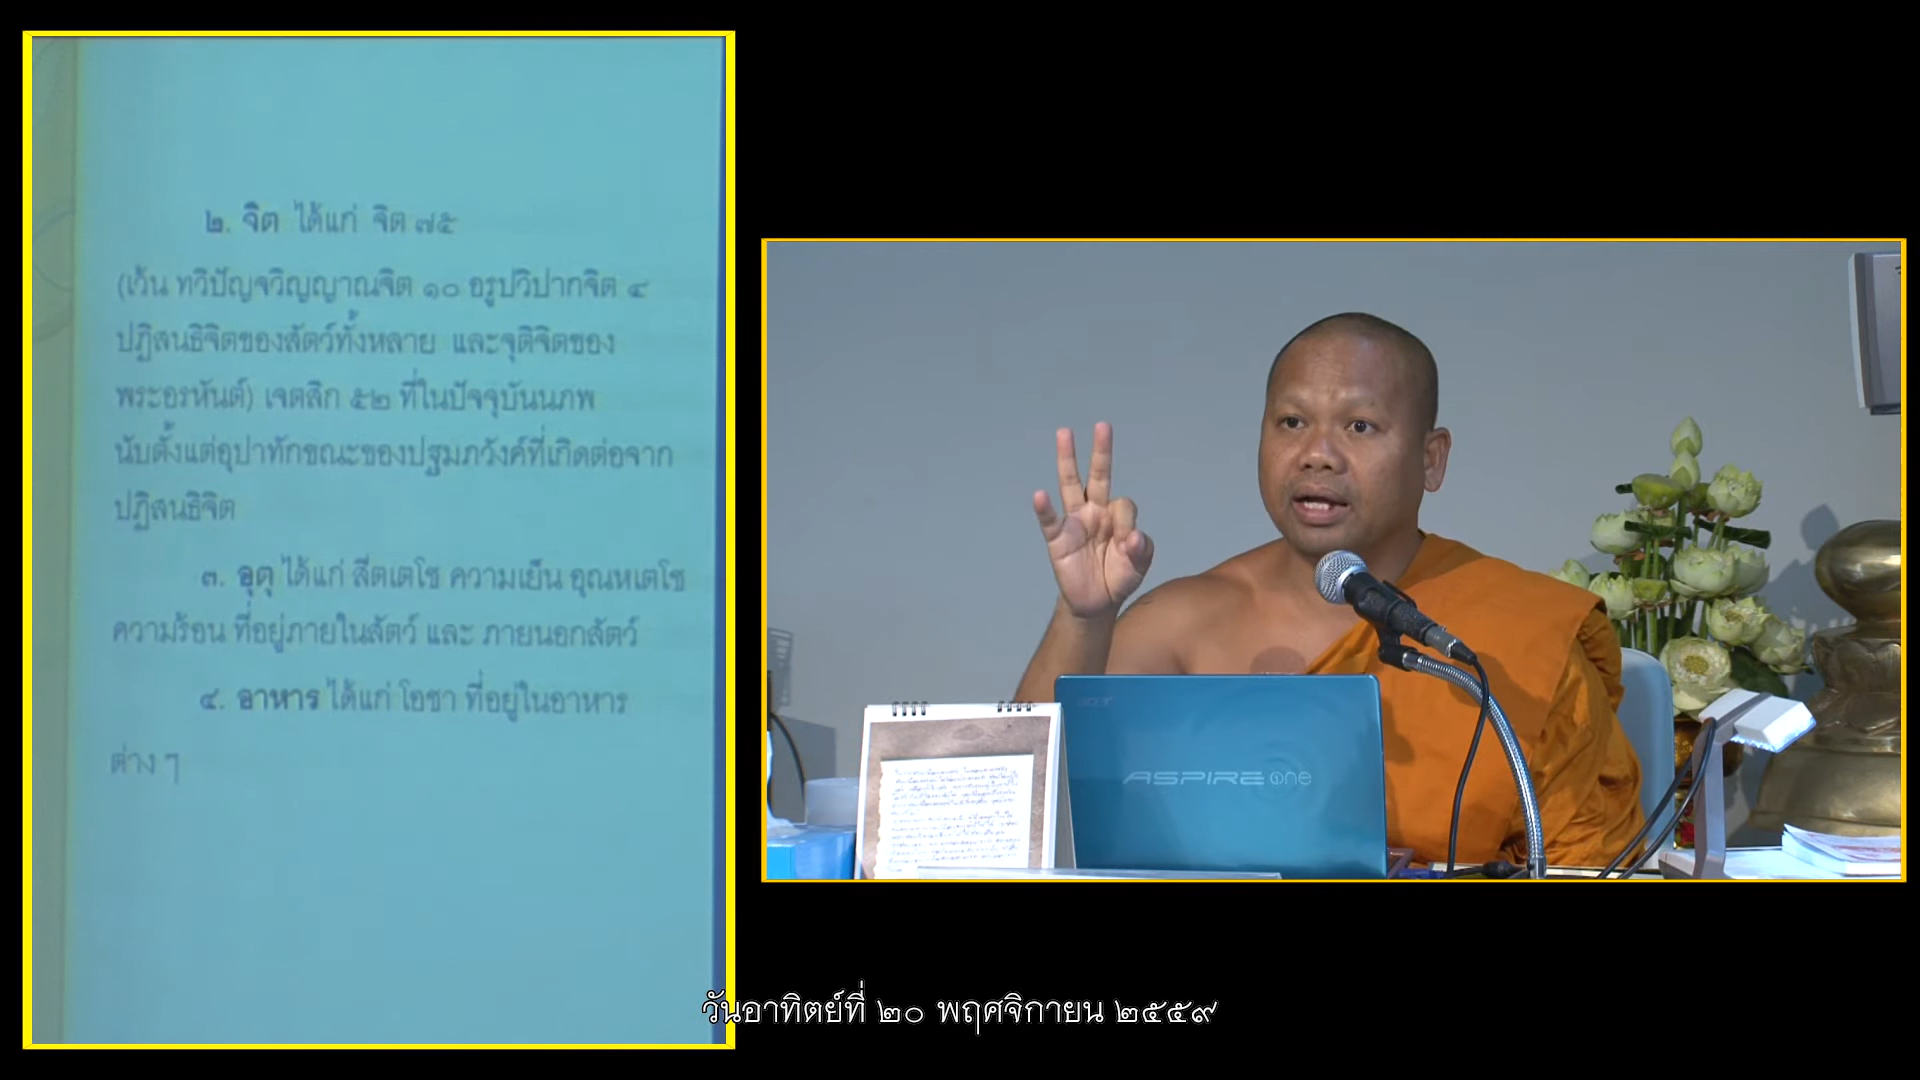 ๒. จิต ได้แก่ จิต ๗๕
(เว้น ทวิปัญจวิญญาณจิต ๑๐ อรูปวิปากจิต ๔
ปฏิสนธิจิตของสัตว์ทั้งหลาย และจุติจิตของ
พระอรหันต์) เจตสิก ๕๒ ที่ในปัจจุบันนภพ
นับตั้งแต่อุปาทักขณะของปฐมภวังค์ที่เกิดต่อจาก
ปฏิสนธิจิต
๓. อุตุ ได้แก่ สีตเตโช ความเย็น อุณหเตโช
ความร้อน ที่อยู่ภายในสัตว์ และ ภายนอกสัตว์
๔. อาหาร ได้แก่ โอชา ที่อยู่ในอาหาร
ต่าง ๆ
acer
ASPIRE one
วันอาทิตย์ที่ ๒๐ พฤศจิกายน ๒๕๕๙